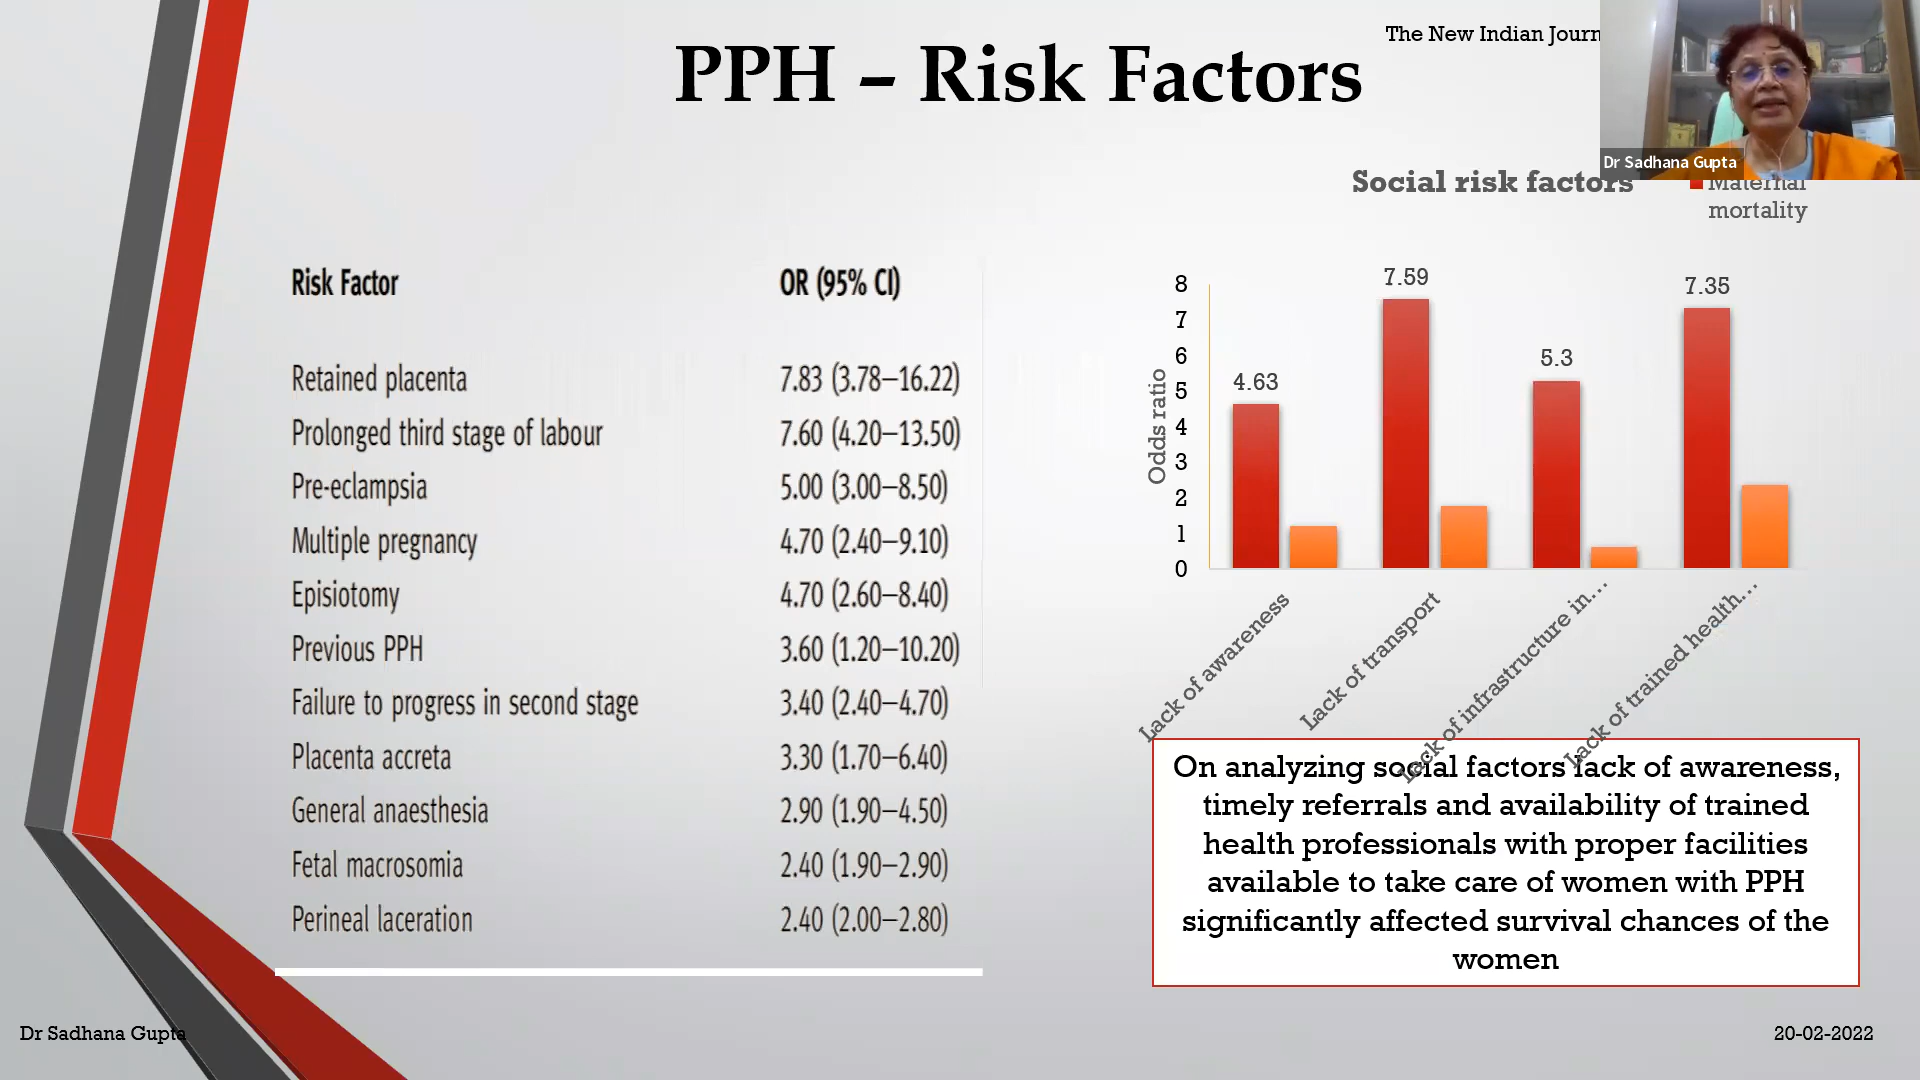 The New Indian Journ
PPH – Risk Factors
Dr Sadhana Gupta
Social risk factors
Maternal
mortality
Risk Factor OR (95% CI)
Retained placenta 7.83 (3.78–16.22)
Prolonged third stage of labour 7.60 (4.20–13.50)
Pre-eclampsia 5.00 (3.00–8.50)
Multiple pregnancy 4.70 (2.40–9.10)
Episiotomy 4.70 (2.60–8.40)
Previous PPH 3.60 (1.20–10.20)
Failure to progress in second stage 3.40 (2.40–4.70)
Placenta accreta 3.30 (1.70–6.40)
General anaesthesia 2.90 (1.90–4.50)
Fetal macrosomia 2.40 (1.90–2.90)
Perineal laceration 2.40 (2.00–2.80)
Odds ratio
8
7
6
5
4
3
2
1
0
4.63
7.59
5.3
7.35
Lack of awareness
Lack of transport
Lack of infrastructure in...
Lack of trained health...
On analyzing social factors lack of awareness,
timely referrals and availability of trained
health professionals with proper facilities
available to take care of women with PPH
significantly affected survival chances of the
women
Dr Sadhana Gupta
20-02-2022